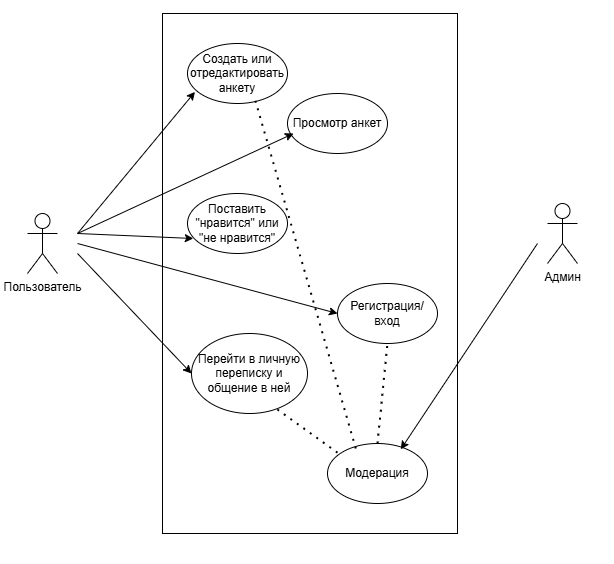 Создать или
отредактировать
анкету
Просмотр анкет
Поставить
"нравится" или
"не нравится"
Пользователь
Админ
Регистрация/
вход
Перейти в личную
переписку и
общение в ней
Модерация